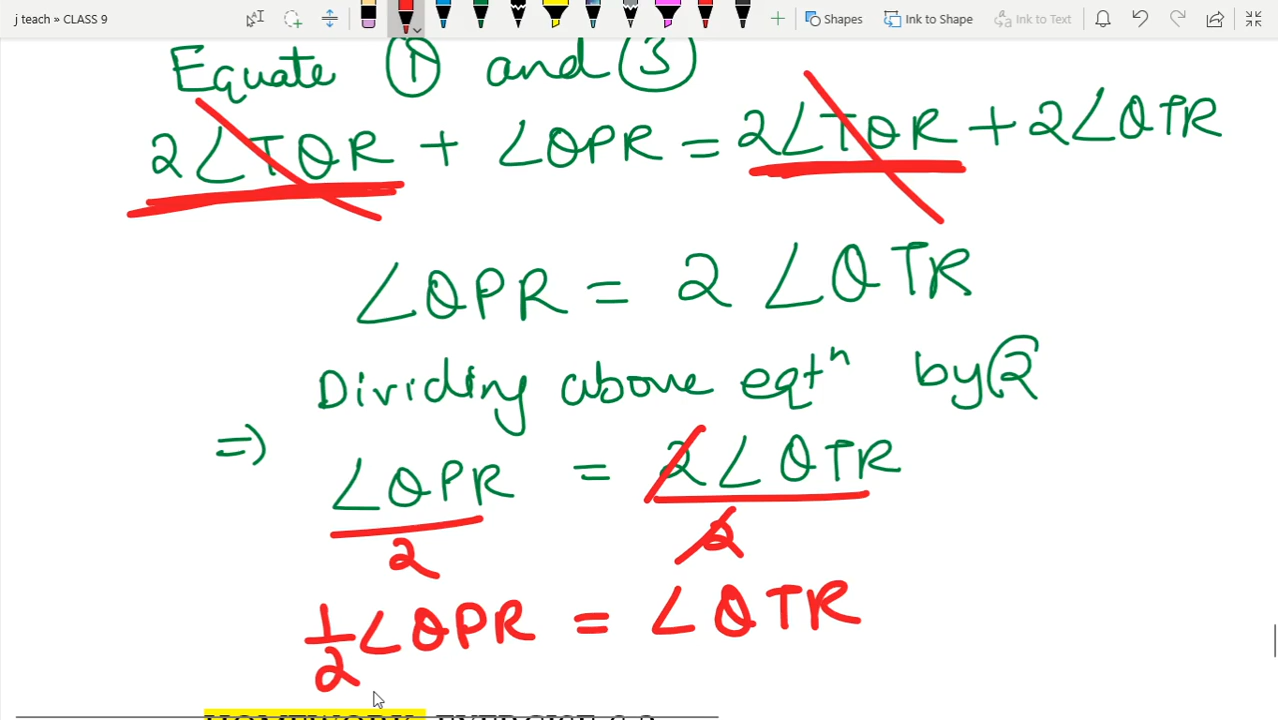 j teach » CLASS 9
Shapes Ink to Shape Ink to Text
Equate ① and ③
2∠TQR + ∠QPR = 2∠TQR + 2∠QTR
∠QPR = 2 ∠QTR
Dividing above eqtⁿ by 2
=) ∠QPR/2 = 2∠QTR/2
1/2 ∠QPR = ∠QTR